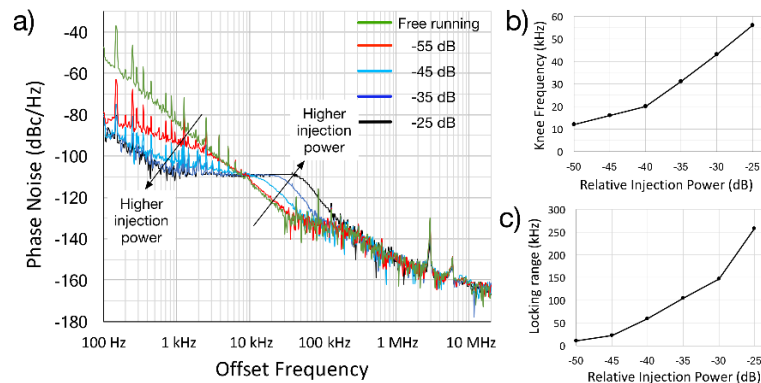 a)
Phase Noise (dBc/Hz)
-40
-60
-80
-100
-120
-140
-160
-180
100 Hz
1 kHz
10 kHz
100 kHz
1 MHz
10 MHz
Offset Frequency
Free running
-55 dB
-45 dB
-35 dB
-25 dB
Higher
injection
power
Higher
injection
power
b)
Knee Frequency (kHz)
60
50
40
30
20
10
0
-50
-45
-40
-35
-30
-25
Relative Injection Power (dB)
c)
Locking range (kHz)
300
250
200
150
100
50
0
-50
-45
-40
-35
-30
-25
Relative Injection Power (dB)